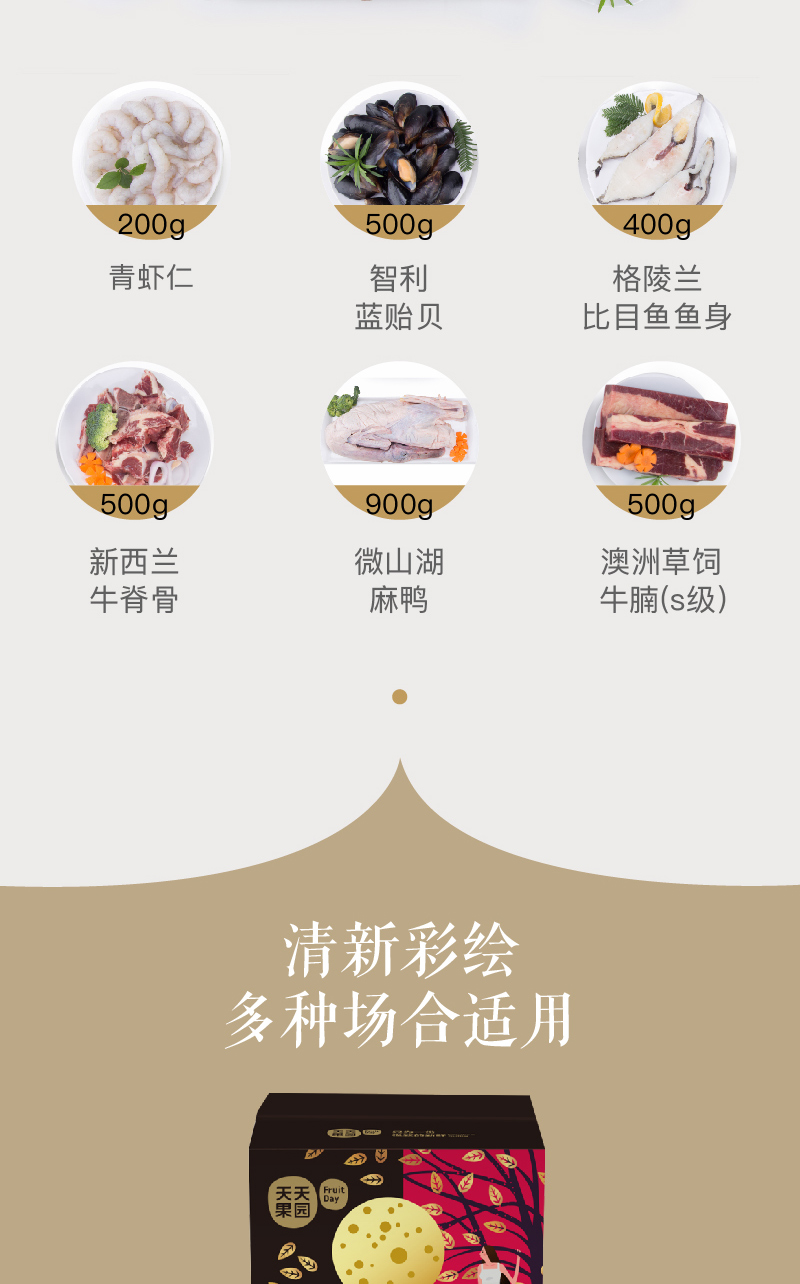 200g
500g
400g
青虾仁
智利
蓝贻贝
格陵兰
比目鱼鱼身
500g
900g
500g
新西兰
牛脊骨
微山湖
麻鸭
澳洲草饲
牛腩(s级)
清新彩绘
多种场合适用
天天
果园
Fruit
Day